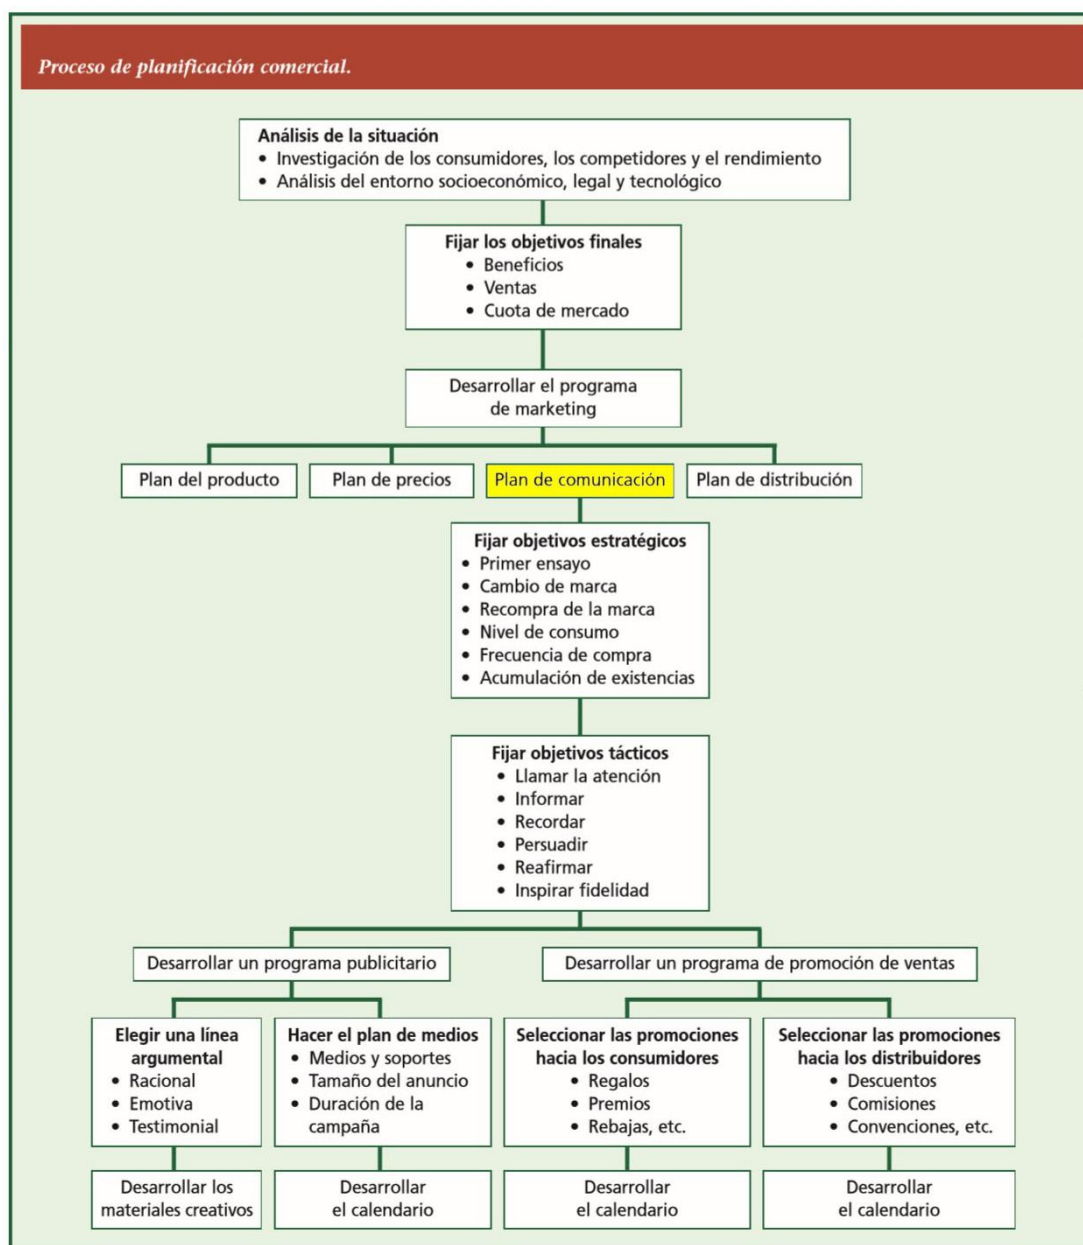 Proceso de planificación comercial.
Análisis de la situación
• Investigación de los consumidores, los competidores y el rendimiento
• Análisis del entorno socioeconómico, legal y tecnológico
Fijar los objetivos finales
• Beneficios
• Ventas
• Cuota de mercado
Desarrollar el programa
de marketing
Plan del producto
Plan de precios
Plan de comunicación
Plan de distribución
Fijar objetivos estratégicos
• Primer ensayo
• Cambio de marca
• Recompra de la marca
• Nivel de consumo
• Frecuencia de compra
• Acumulación de existencias
Fijar objetivos tácticos
• Llamar la atención
• Informar
• Recordar
• Persuadir
• Reafirmar
• Inspirar fidelidad
Desarrollar un programa publicitario
Desarrollar un programa de promoción de ventas
Elegir una línea
argumental
• Racional
• Emotiva
• Testimonial
Hacer el plan de medios
• Medios y soportes
• Tamaño del anuncio
• Duración de la
campaña
Seleccionar las promociones
hacia los consumidores
• Regalos
• Premios
• Rebajas, etc.
Seleccionar las promociones
hacia los distribuidores
• Descuentos
• Comisiones
• Convenciones, etc.
Desarrollar los
materiales creativos
Desarrollar
el calendario
Desarrollar
el calendario
Desarrollar
el calendario